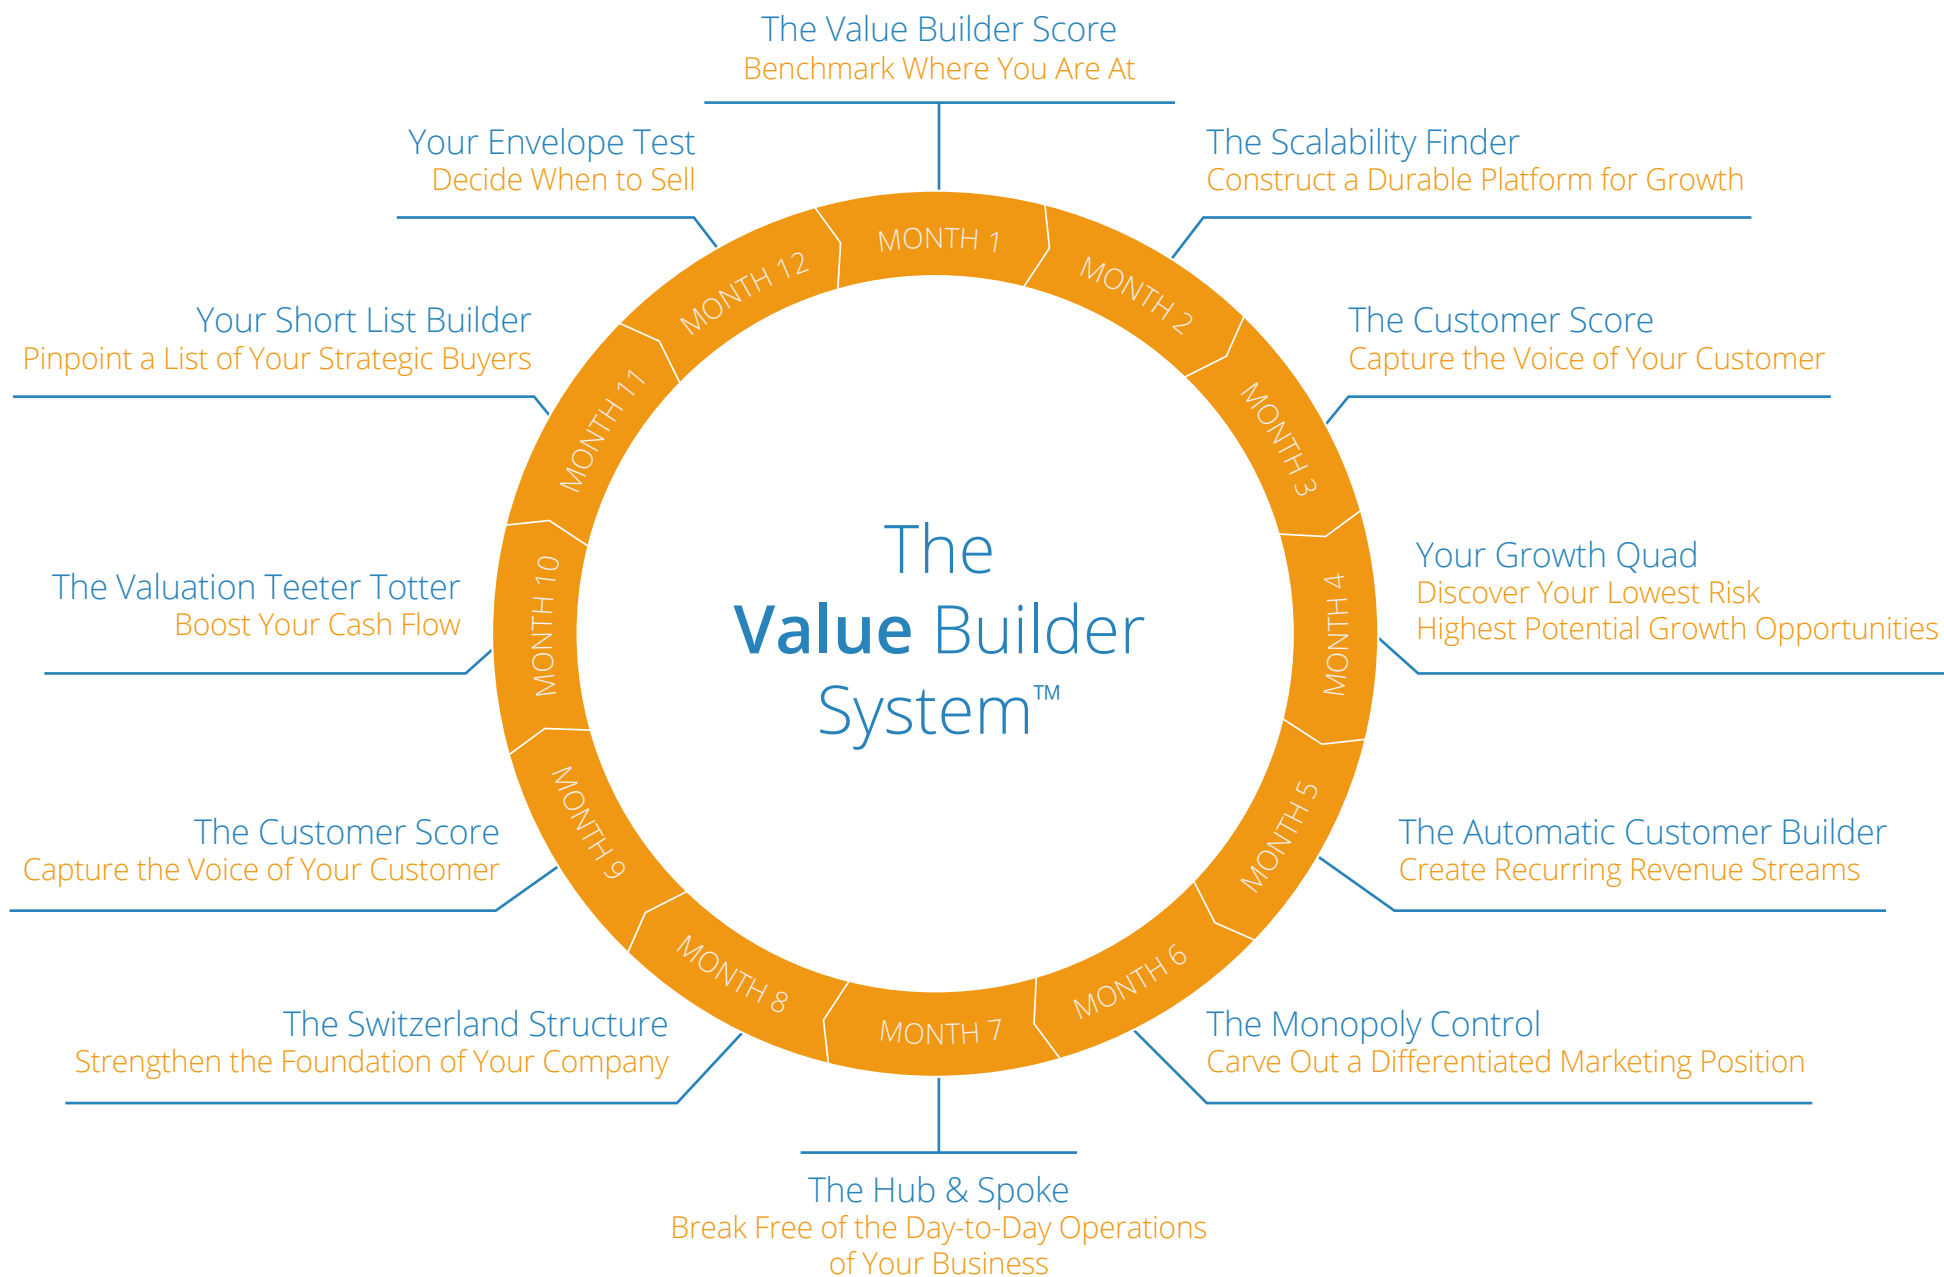 The Value Builder Score
Benchmark Where You Are At
MONTH 1
The Scalability Finder
Construct a Durable Platform for Growth
MONTH 2
The Customer Score
Capture the Voice of Your Customer
MONTH 3
Your Growth Quad
Discover Your Lowest Risk
Highest Potential Growth Opportunities
MONTH 4
The Automatic Customer Builder
Create Recurring Revenue Streams
MONTH 5
The Monopoly Control
Carve Out a Differentiated Marketing Position
MONTH 6
The Hub & Spoke
Break Free of the Day-to-Day Operations
of Your Business
MONTH 7
The Switzerland Structure
Strengthen the Foundation of Your Company
MONTH 8
The Customer Score
Capture the Voice of Your Customer
MONTH 9
The Valuation Teeter Totter
Boost Your Cash Flow
MONTH 10
Your Short List Builder
Pinpoint a List of Your Strategic Buyers
MONTH 11
Your Envelope Test
Decide When to Sell
MONTH 12
The
Value Builder
System™